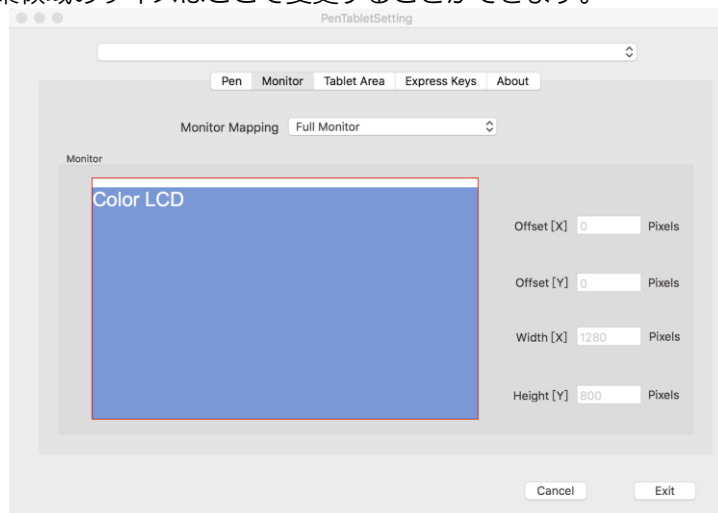 作領域のサイズはここで変更することができます。
PenTabletSetting
Pen Monitor Tablet Area Express Keys About
Monitor Mapping Full Monitor
Monitor
Color LCD
Offset [X] 0 Pixels
Offset [Y] 0 Pixels
Width [X] 1280 Pixels
Height [Y] 800 Pixels
Cancel Exit